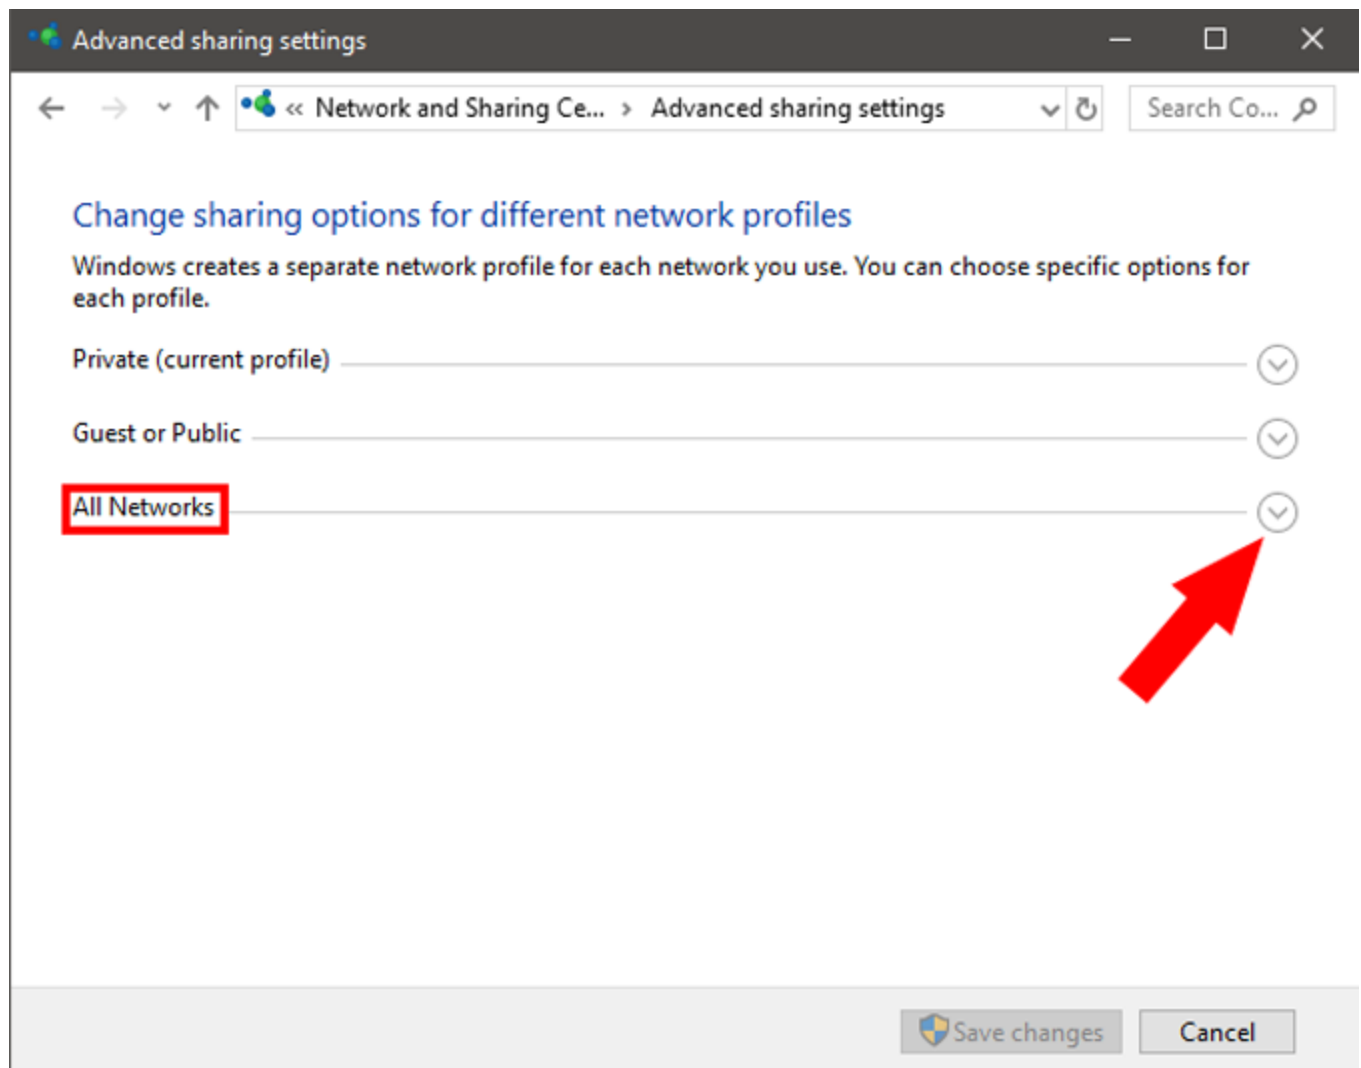 Advanced sharing settings
« Network and Sharing Ce... › Advanced sharing settings
Search Co...
Change sharing options for different network profiles
Windows creates a separate network profile for each network you use. You can choose specific options for
each profile.
Private (current profile)
Guest or Public
All Networks
Save changes
Cancel